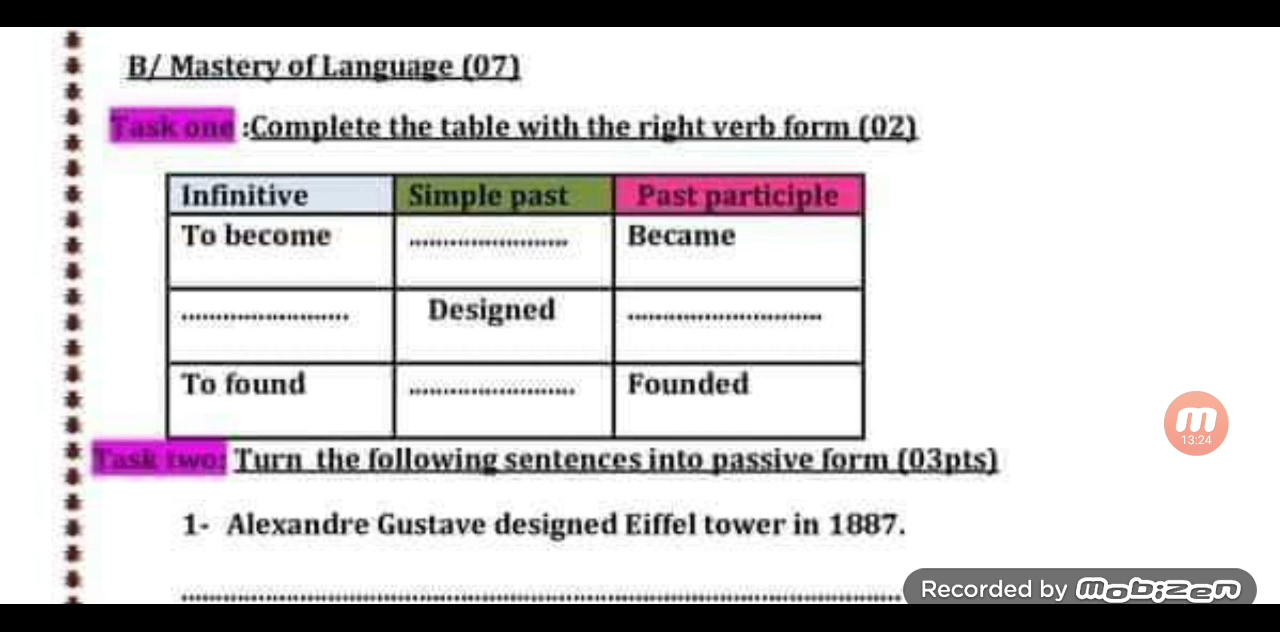 B/ Mastery of Language (07)
Task one :Complete the table with the right verb form (02)
Infinitive Simple past Past participle
To become ........................ Became
......................... Designed .............................
To found ......................... Founded
Task two: Turn the following sentences into passive form (03pts)
1- Alexandre Gustave designed Eiffel tower in 1887.
................................................................................
13:24
Recorded by Mobizen